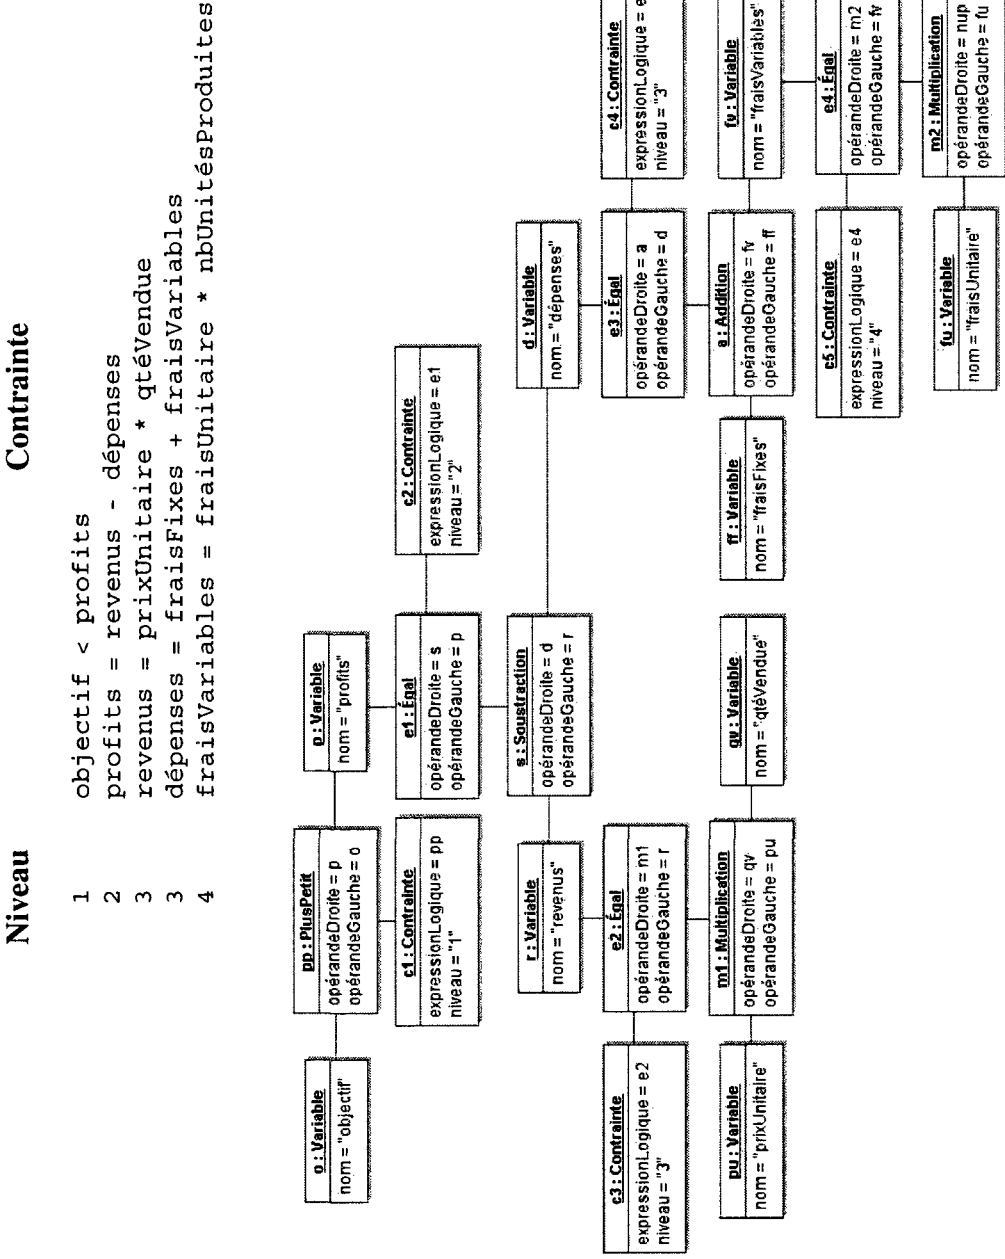 Niveau Contrainte
1 objectif < profits
2 profits = revenus - dépenses
3 revenus = prixUnitaire * qtéVendue
3 dépenses = fraisFixes + fraisVariables
4 fraisVariables = fraisUnitaire * nbUnitésProduites
o : Variable
nom = "objectif"
pp : PlusPetit
opérandeDroite = p
opérandeGauche = o
p : Variable
nom = "profits"
c1 : Contrainte
expressionLogique = pp
niveau = "1"
e1 : Égal
opérandeDroite = s
opérandeGauche = p
c2 : Contrainte
expressionLogique = e1
niveau = "2"
r : Variable
nom = "revenus"
s : Soustraction
opérandeDroite = d
opérandeGauche = r
d : Variable
nom = "dépenses"
c3 : Contrainte
expressionLogique = e2
niveau = "3"
e2 : Égal
opérandeDroite = m1
opérandeGauche = r
e3 : Égal
opérandeDroite = a
opérandeGauche = d
c4 : Contrainte
expressionLogique = e
niveau = "3"
pu : Variable
nom = "prixUnitaire"
m1 : Multiplication
opérandeDroite = qv
opérandeGauche = pu
qv : Variable
nom = "qtéVendue"
ff : Variable
nom = "fraisFixes"
a : Addition
opérandeDroite = fv
opérandeGauche = ff
fv : Variable
nom = "fraisVariables"
c5 : Contrainte
expressionLogique = e4
niveau = "4"
e4 : Égal
opérandeDroite = m2
opérandeGauche = fv
fu : Variable
nom = "fraisUnitaire"
m2 : Multiplication
opérandeDroite = nup
opérandeGauche = fu